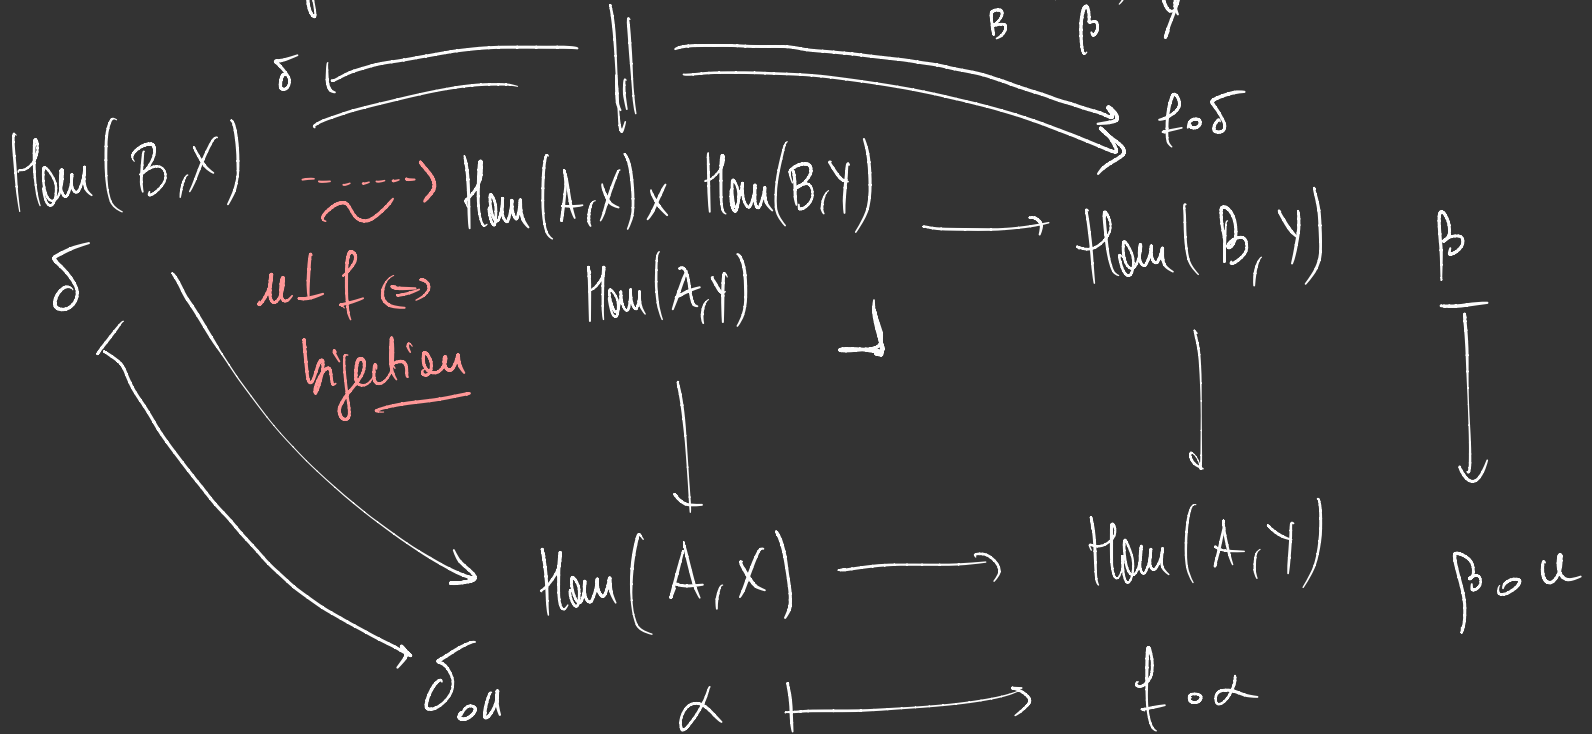 B β Y
δ
f∘δ
Hom(B,X)
Hom(A,X) × Hom(B,Y)
Hom(A,Y)
Hom(B,Y)
β
δ
u⊥f ⇔
bijection
Hom(A,X)
Hom(A,Y)
β∘u
δ∘u
α
f∘α